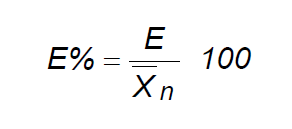 E% = E / X̅n 100